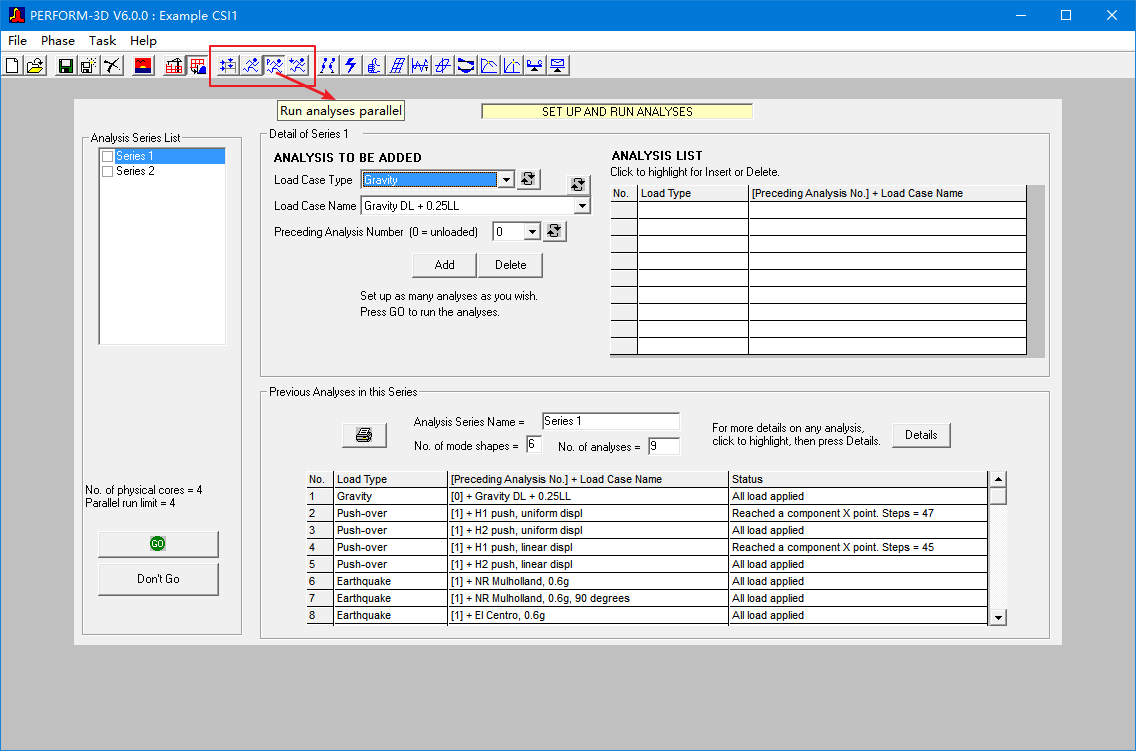 PERFORM-3D V6.0.0 : Example CSI1
File Phase Task Help
Run analyses parallel
SET UP AND RUN ANALYSES
Analysis Series List
Series 1
Series 2
No. of physical cores = 4
Parallel run limit = 4
GO
Don't Go
Detail of Series 1
ANALYSIS TO BE ADDED
Load Case Type Gravity
Load Case Name Gravity DL + 0.25LL
Preceding Analysis Number (0 = unloaded) 0
Add Delete
Set up as many analyses as you wish.
Press GO to run the analyses.
ANALYSIS LIST
Click to highlight for Insert or Delete.
No. Load Type [Preceding Analysis No.] + Load Case Name
Previous Analyses in this Series
Analysis Series Name = Series 1
No. of mode shapes = 6 No. of analyses = 9
For more details on any analysis,
click to highlight, then press Details.
Details
No. Load Type [Preceding Analysis No.] + Load Case Name Status
1 Gravity [0] + Gravity DL + 0.25LL All load applied
2 Push-over [1] + H1 push, uniform displ Reached a component X point. Steps = 47
3 Push-over [1] + H2 push, uniform displ All load applied
4 Push-over [1] + H1 push, linear displ Reached a component X point. Steps = 45
5 Push-over [1] + H2 push, linear displ All load applied
6 Earthquake [1] + NR Mulholland, 0.6g All load applied
7 Earthquake [1] + NR Mulholland, 0.6g, 90 degrees All load applied
8 Earthquake [1] + El Centro, 0.6g All load applied